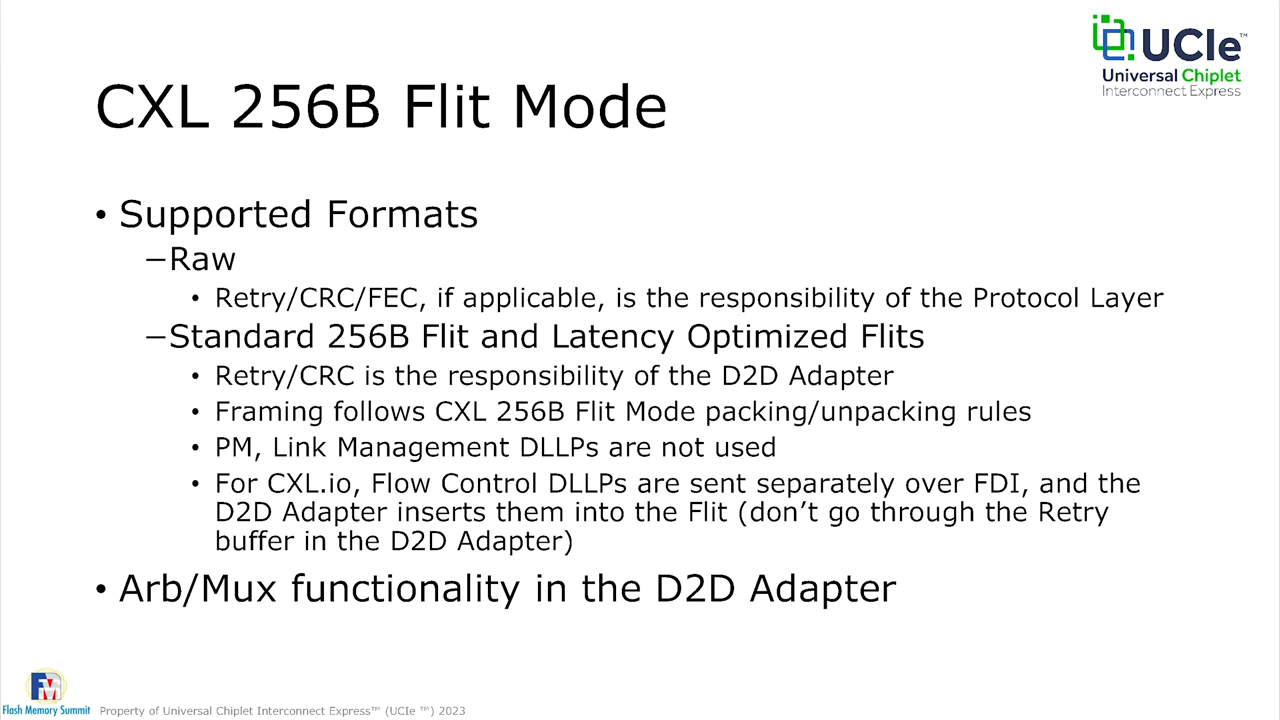 UCIe™
Universal Chiplet
Interconnect Express
CXL 256B Flit Mode
• Supported Formats
–Raw
• Retry/CRC/FEC, if applicable, is the responsibility of the Protocol Layer
–Standard 256B Flit and Latency Optimized Flits
• Retry/CRC is the responsibility of the D2D Adapter
• Framing follows CXL 256B Flit Mode packing/unpacking rules
• PM, Link Management DLLPs are not used
• For CXL.io, Flow Control DLLPs are sent separately over FDI, and the
D2D Adapter inserts them into the Flit (don’t go through the Retry
buffer in the D2D Adapter)
• Arb/Mux functionality in the D2D Adapter
FM
Flash Memory Summit
Property of Universal Chiplet Interconnect Express™ (UCIe ™) 2023